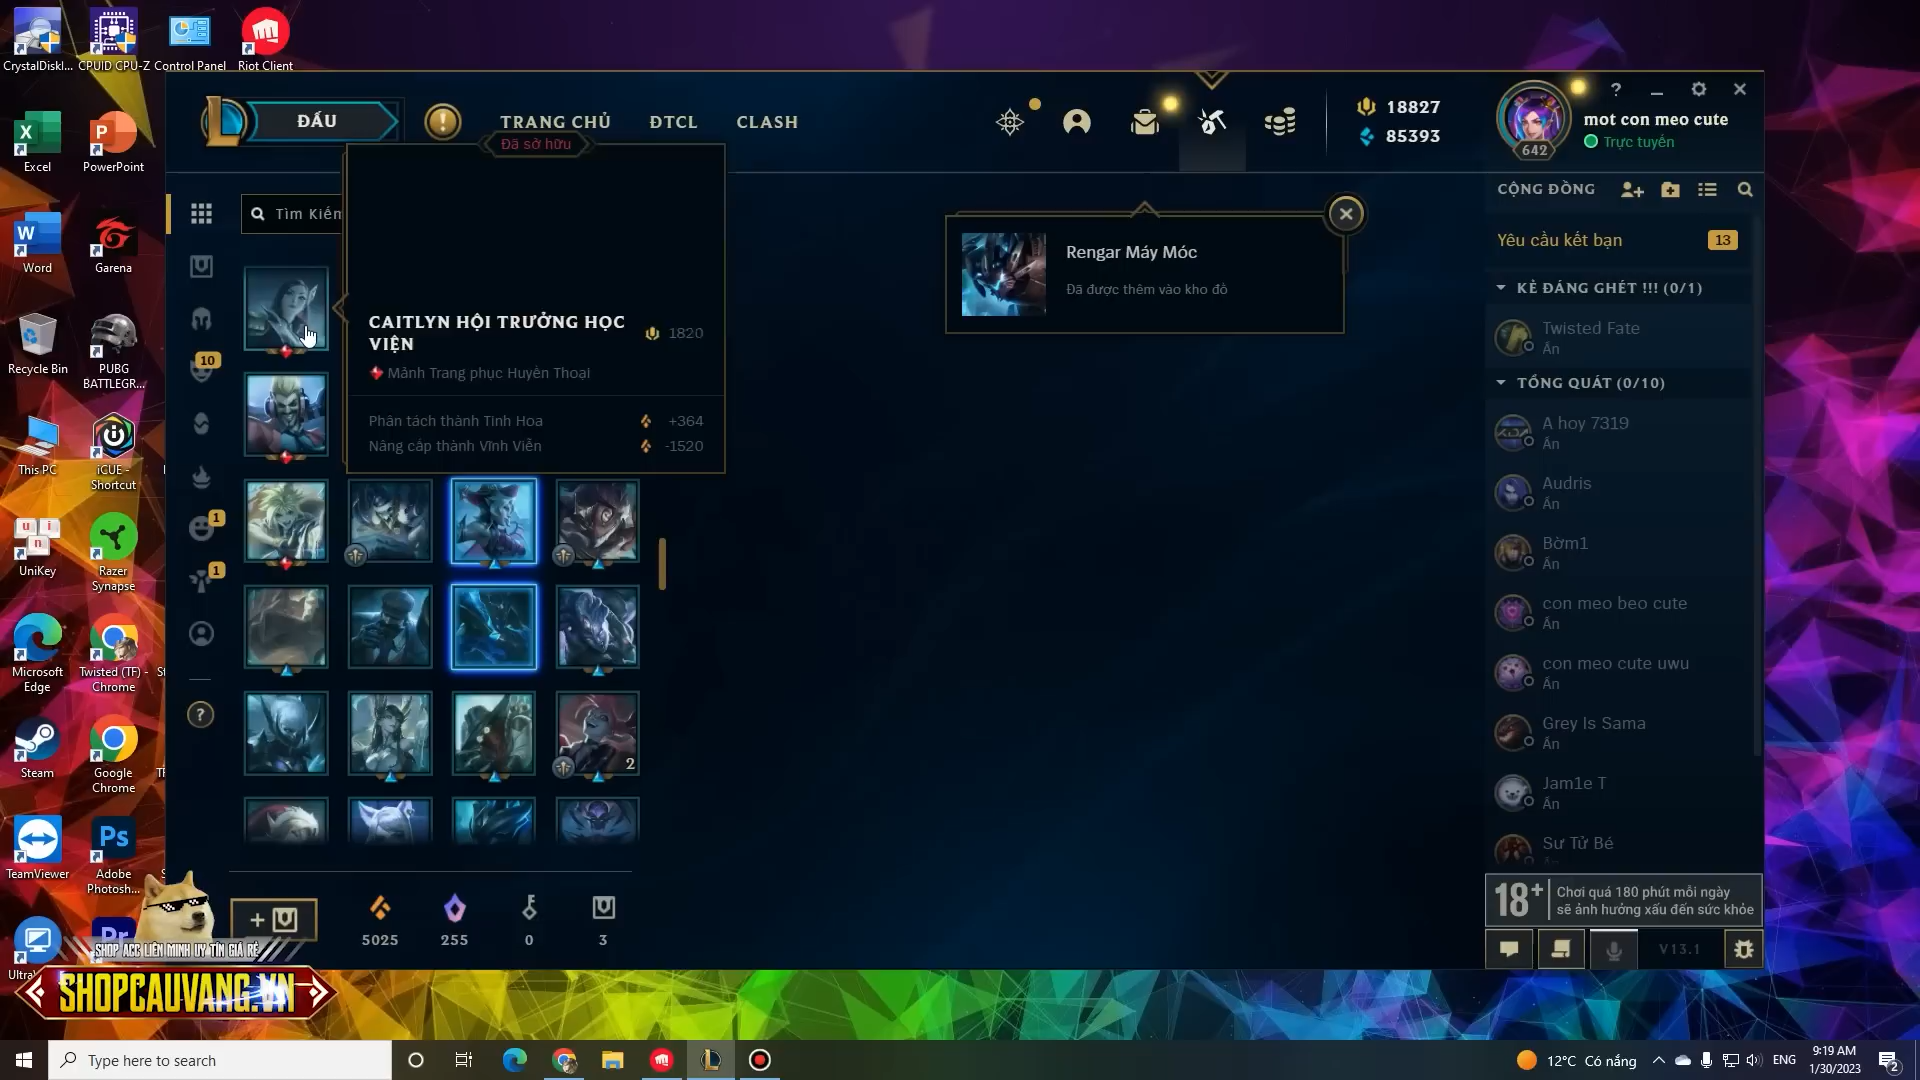 CrystalDiskI...
CPUID CPU-Z
Control Panel
Riot Client
Excel
PowerPoint
Word
Garena
Recycle Bin
PUBG
BATTLEGR...
This PC
iCUE -
Shortcut
UniKey
Razer
Synapse
Microsoft
Edge
Twisted (TF) -
Chrome
Steam
Google
Chrome
TeamViewer
Adobe
Photosh...
SHOP ACC LIÊN MINH UY TÍN GIÁ RẺ
SHOPCAUVANG.VN
ĐẤU
TRANG CHỦ
ĐTCL
CLASH
18827
85393
642
mot con meo cute
Trực tuyến
Đã sở hữu
Tìm Kiếm
CAITLYN HỘI TRƯỞNG HỌC
VIỆN
1820
Mảnh Trang phục Huyền Thoại
Phân tách thành Tinh Hoa
+364
Nâng cấp thành Vĩnh Viễn
-1520
10
1
1
2
5025
255
0
3
Rengar Máy Móc
Đã được thêm vào kho đồ
CỘNG ĐỒNG
Yêu cầu kết bạn
13
KẺ ĐÁNG GHÉT !!! (0/1)
Twisted Fate
Ẩn
TỔNG QUÁT (0/10)
A hoy 7319
Ẩn
Audris
Ẩn
Bờm1
Ẩn
con meo beo cute
Ẩn
con meo cute uwu
Ẩn
Grey Is Sama
Ẩn
Jam1e T
Ẩn
Sư Tử Bé
18+
Chơi quá 180 phút mỗi ngày
sẽ ảnh hưởng xấu đến sức khỏe
V13.1
Type here to search
12°C Có nắng
ENG
9:19 AM
1/30/2023
2